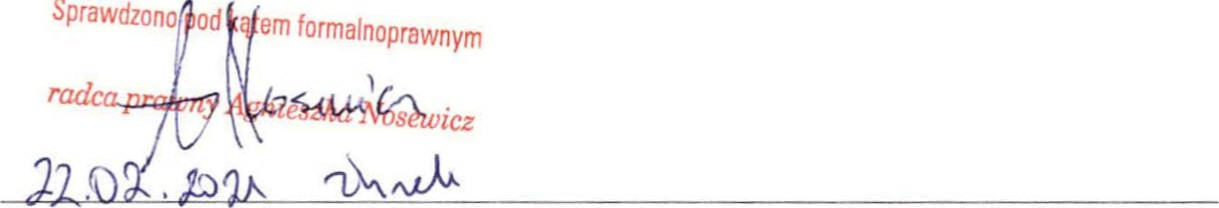 Sprawdzono pod kątem formalnoprawnym
radca prawny Agnieszka Nosewicz
22.02.2021